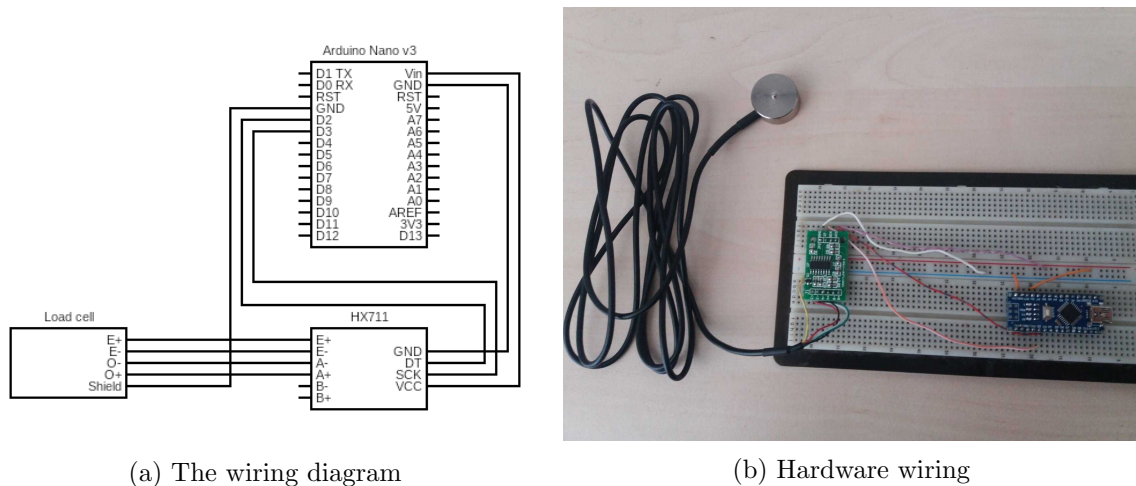 Arduino Nano v3
D1 TX Vin
D0 RX GND
RST RST
GND 5V
D2 A7
D3 A6
D4 A5
D5 A4
D6 A3
D7 A2
D8 A1
D9 A0
D10 AREF
D11 3V3
D12 D13
Load cell
E+
E-
O-
O+
Shield
HX711
E+
E- GND
A- DT
A+ SCK
B- VCC
B+
(a) The wiring diagram
(b) Hardware wiring